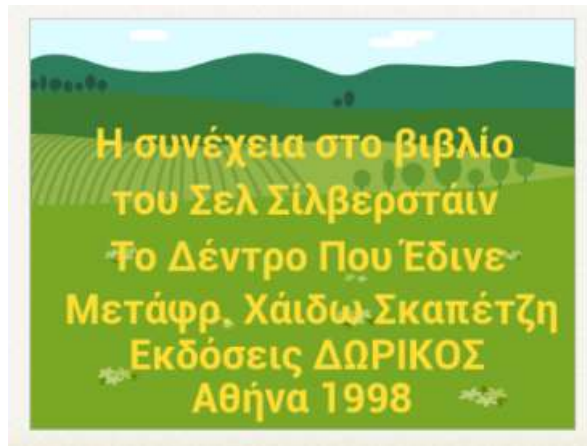 Η συνέχεια στο βιβλίο
του Σελ Σίλβερστάιν
Το Δέντρο Που Έδινε
Μετάφρ. Χάιδω Σκαπέτζη
Εκδόσεις ΔΩΡΙΚΟΣ
Αθήνα 1998